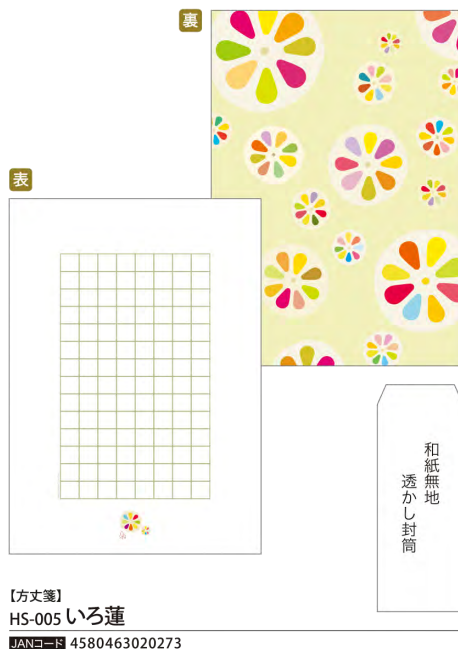 裏
表
和紙無地
透かし封筒
【方丈箋】
HS-005 いろ蓮
JANコード 4580463020273